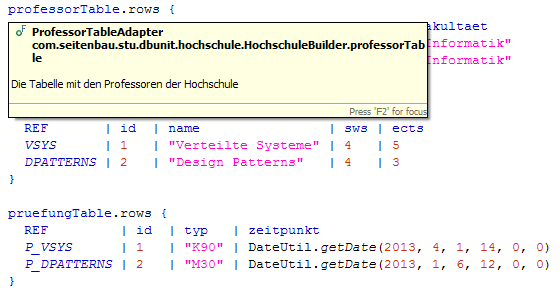 professorTable.rows {
akultaet
ProfessorTableAdapter
com.seitenbau.stu.dbunit.hochschule.HochschuleBuilder.professorTab
le
Informatik"
Informatik"
Die Tabelle mit den Professoren der Hochschule
Press 'F2' for focus
REF | id | name | sws | ects
VSYS | 1 | "Verteilte Systeme" | 4 | 5
DPATTERNS | 2 | "Design Patterns" | 4 | 3
}
pruefungTable.rows {
REF | id | typ | zeitpunkt
P_VSYS | 1 | "K90" | DateUtil.getDate(2013, 4, 1, 14, 0, 0)
P_DPATTERNS | 2 | "M30" | DateUtil.getDate(2013, 1, 6, 12, 0, 0)
}